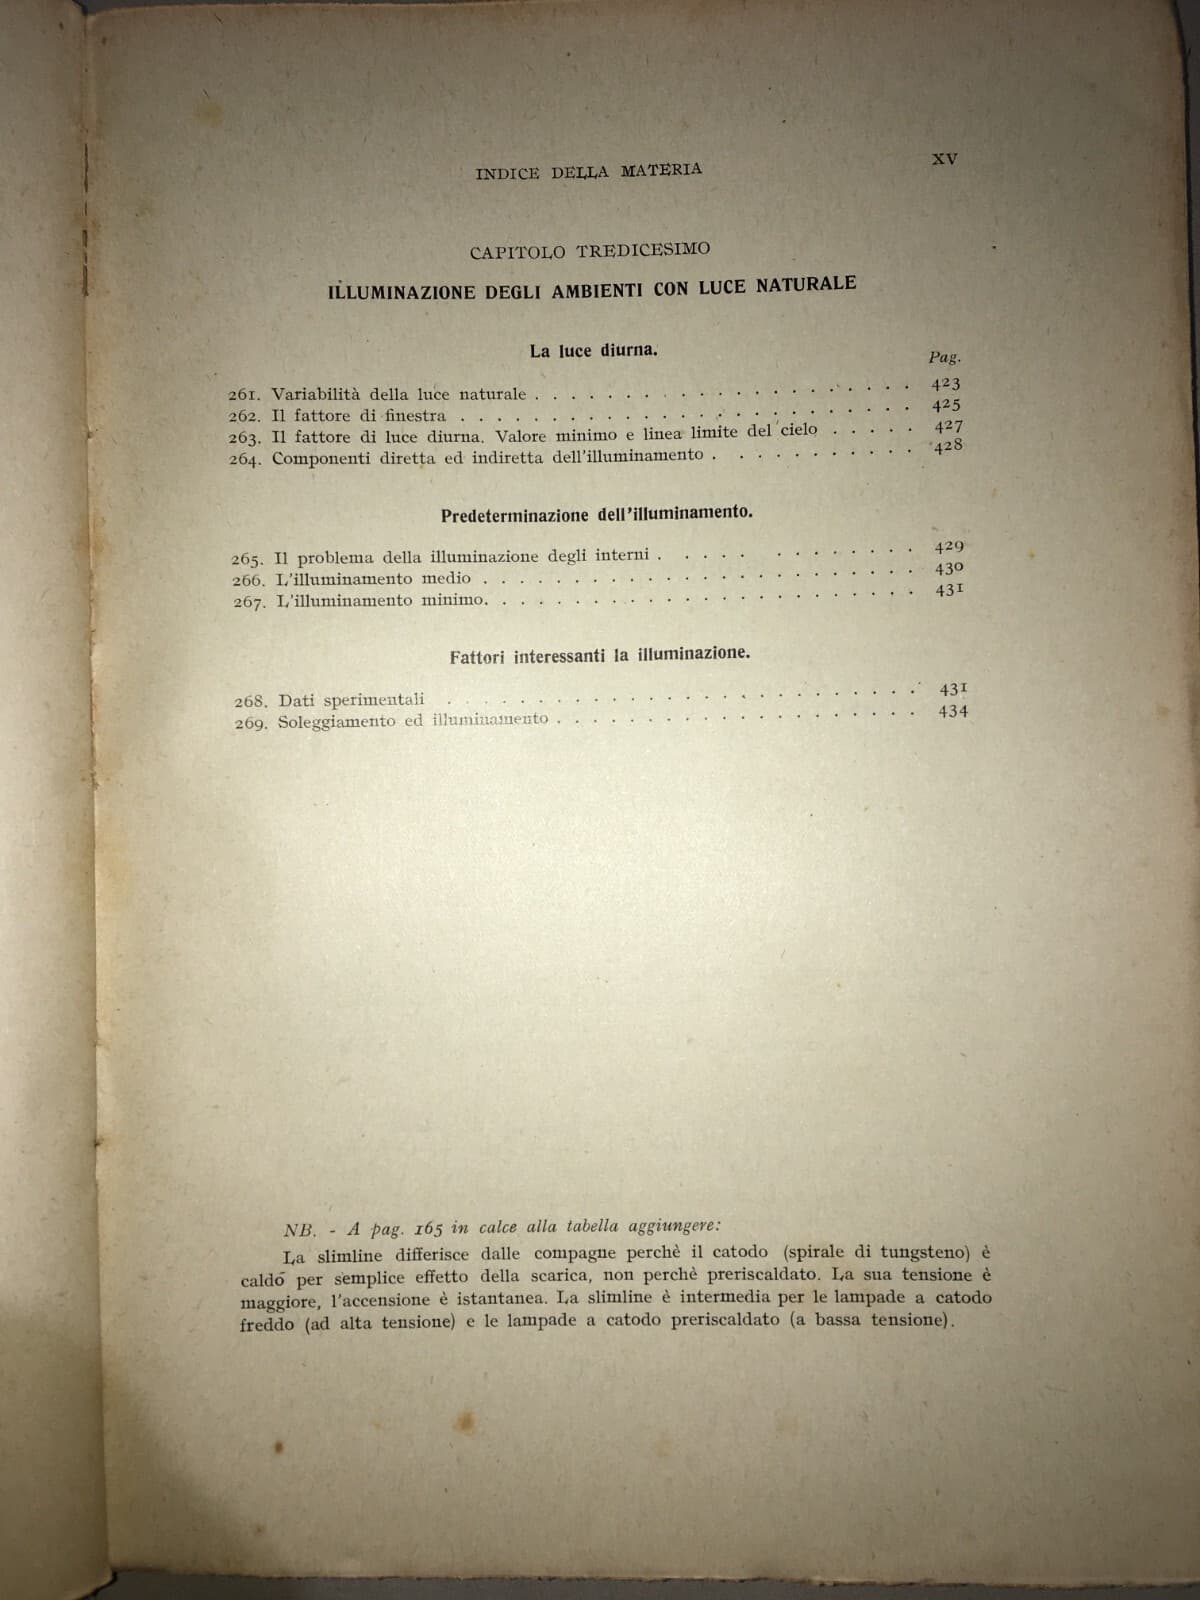 INDICE DELLA MATERIA XV
CAPITOLO TREDICESIMO
ILLUMINAZIONE DEGLI AMBIENTI CON LUCE NATURALE
La luce diurna.
Pag.
261. Variabilità della luce naturale . . . . . . . . . . . . . . . . . 423
262. Il fattore di finestra . . . . . . . . . . . . . . . . . . . . 425
263. Il fattore di luce diurna. Valore minimo e linea limite del cielo . . . . . 427
264. Componenti diretta ed indiretta dell'illuminamento . . . . . . . . . . 428
Predeterminazione dell'illuminamento.
265. Il problema della illuminazione degli interni . . . . . . . . . . . . 429
266. L'illuminamento medio . . . . . . . . . . . . . . . . . . . 430
267. L'illuminamento minimo. . . . . . . . . . . . . . . . . . . . 431
Fattori interessanti la illuminazione.
268. Dati sperimentali . . . . . . . . . . . . . . . . . . . . . 431
269. Soleggiamento ed illuminamento . . . . . . . . . . . . . . . . 434
NB. - A pag. 165 in calce alla tabella aggiungere:
La slimline differisce dalle compagne perchè il catodo (spirale di tungsteno) è
caldo per semplice effetto della scarica, non perchè preriscaldato. La sua tensione è
maggiore, l'accensione è istantanea. La slimline è intermedia per le lampade a catodo
freddo (ad alta tensione) e le lampade a catodo preriscaldato (a bassa tensione).